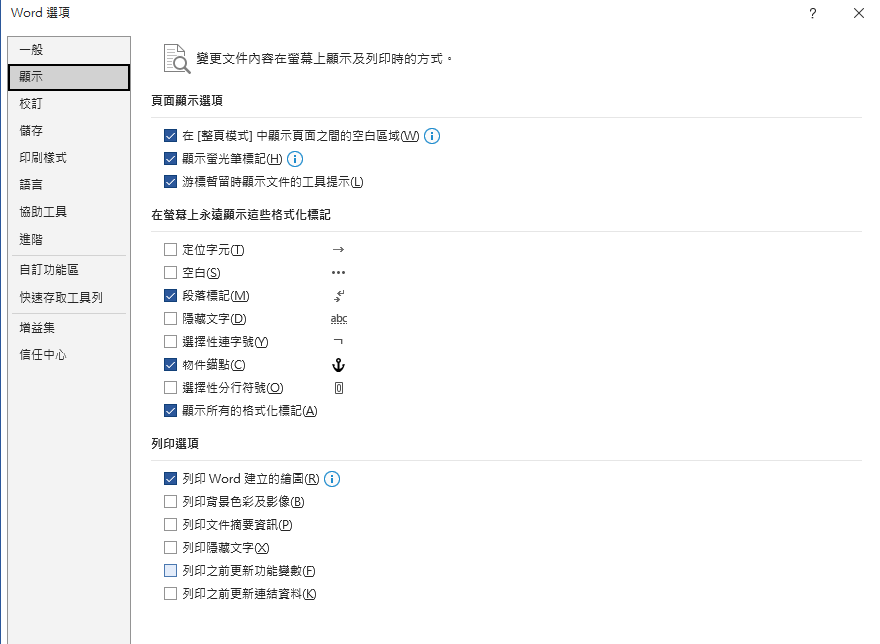 Word 選項
?
一般
顯示
校訂
儲存
印刷樣式
語言
協助工具
進階
自訂功能區
快速存取工具列
增益集
信任中心
變更文件內容在螢幕上顯示及列印時的方式。
頁面顯示選項
在 [整頁模式] 中顯示頁面之間的空白區域(W)
顯示螢光筆標記(H)
游標暫留時顯示文件的工具提示(L)
在螢幕上永遠顯示這些格式化標記
定位字元(T) →
空白(S) •••
段落標記(M)
隱藏文字(D) abc
選擇性連字號(Y) ¬
物件錨點(C)
選擇性分行符號(O)
顯示所有的格式化標記(A)
列印選項
列印 Word 建立的繪圖(R)
列印背景色彩及影像(B)
列印文件摘要資訊(P)
列印隱藏文字(X)
列印之前更新功能變數(F)
列印之前更新連結資料(K)